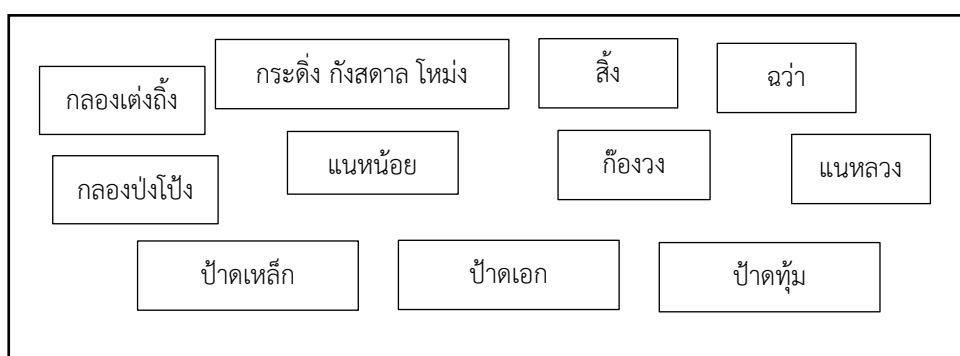 กลองเต่งถิ้ง
กระดิ่ง กังสดาล โหม่ง
สิ้ง
ฉว่า
กลองป่งโป้ง
แนหน้อย
ก๊องวง
แนหลวง
ป้าดเหล็ก
ป้าดเอก
ป้าดทุ้ม